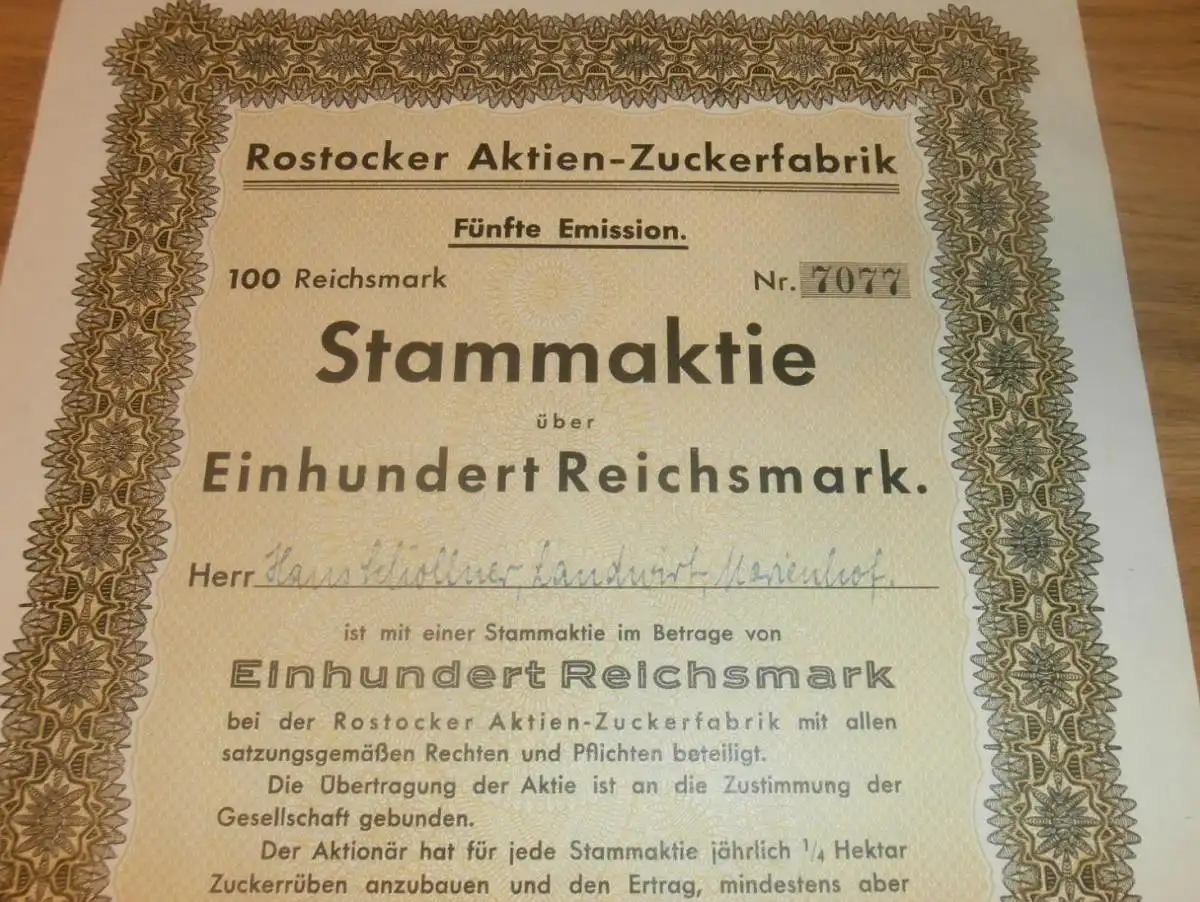 Rostocker Aktien-Zuckerfabrik
Fünfte Emission.
100 Reichsmark Nr. 7077
Stammaktie
über
Einhundert Reichsmark.
Herr Hans Schöllner, Landwirt, Marienhof.
ist mit einer Stammaktie im Betrage von
Einhundert Reichsmark
bei der Rostocker Aktien-Zuckerfabrik mit allen
satzungsgemäßen Rechten und Pflichten beteiligt.
Die Übertragung der Aktie ist an die Zustimmung der
Gesellschaft gebunden.
Der Aktionär hat für jede Stammaktie jährlich 1/4 Hektar
Zuckerrüben anzubauen und den Ertrag, mindestens aber